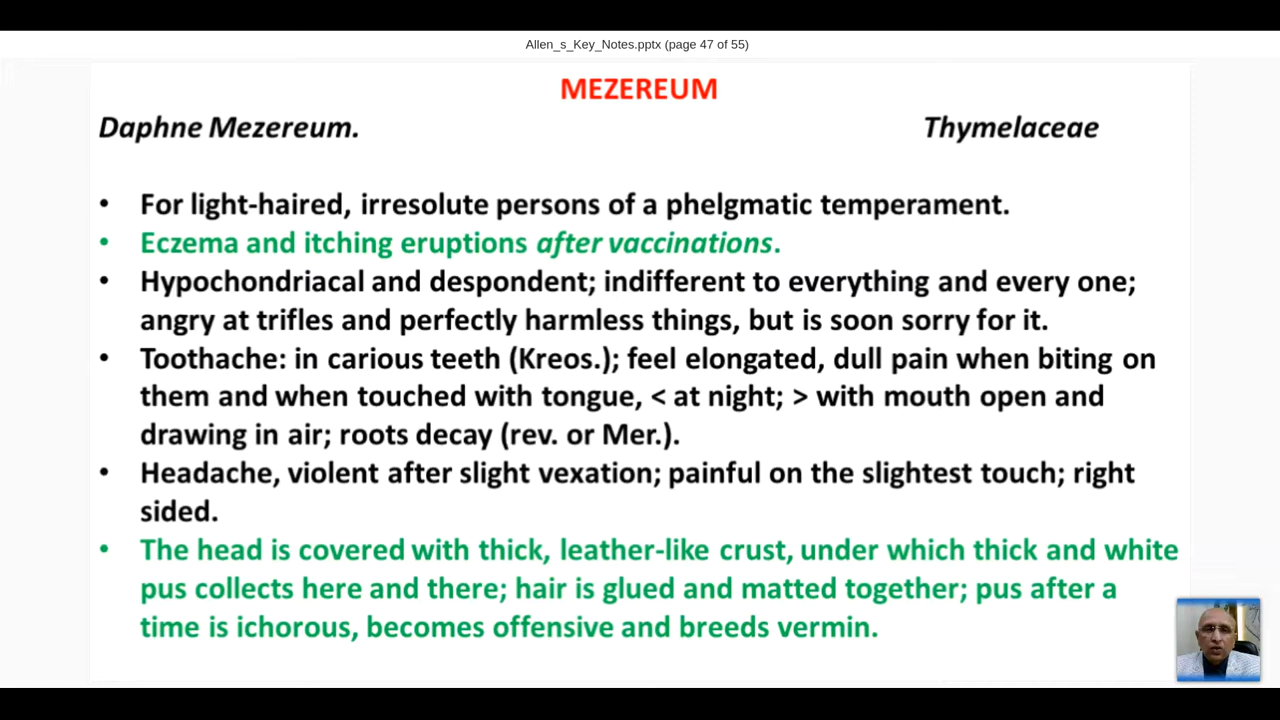 Allen_s_Key_Notes.pptx (page 47 of 55)
MEZEREUM
Daphne Mezereum. Thymelaceae
• For light-haired, irresolute persons of a phelgmatic temperament.
• Eczema and itching eruptions after vaccinations.
• Hypochondriacal and despondent; indifferent to everything and every one;
angry at trifles and perfectly harmless things, but is soon sorry for it.
• Toothache: in carious teeth (Kreos.); feel elongated, dull pain when biting on
them and when touched with tongue, < at night; > with mouth open and
drawing in air; roots decay (rev. or Mer.).
• Headache, violent after slight vexation; painful on the slightest touch; right
sided.
• The head is covered with thick, leather-like crust, under which thick and white
pus collects here and there; hair is glued and matted together; pus after a
time is ichorous, becomes offensive and breeds vermin.